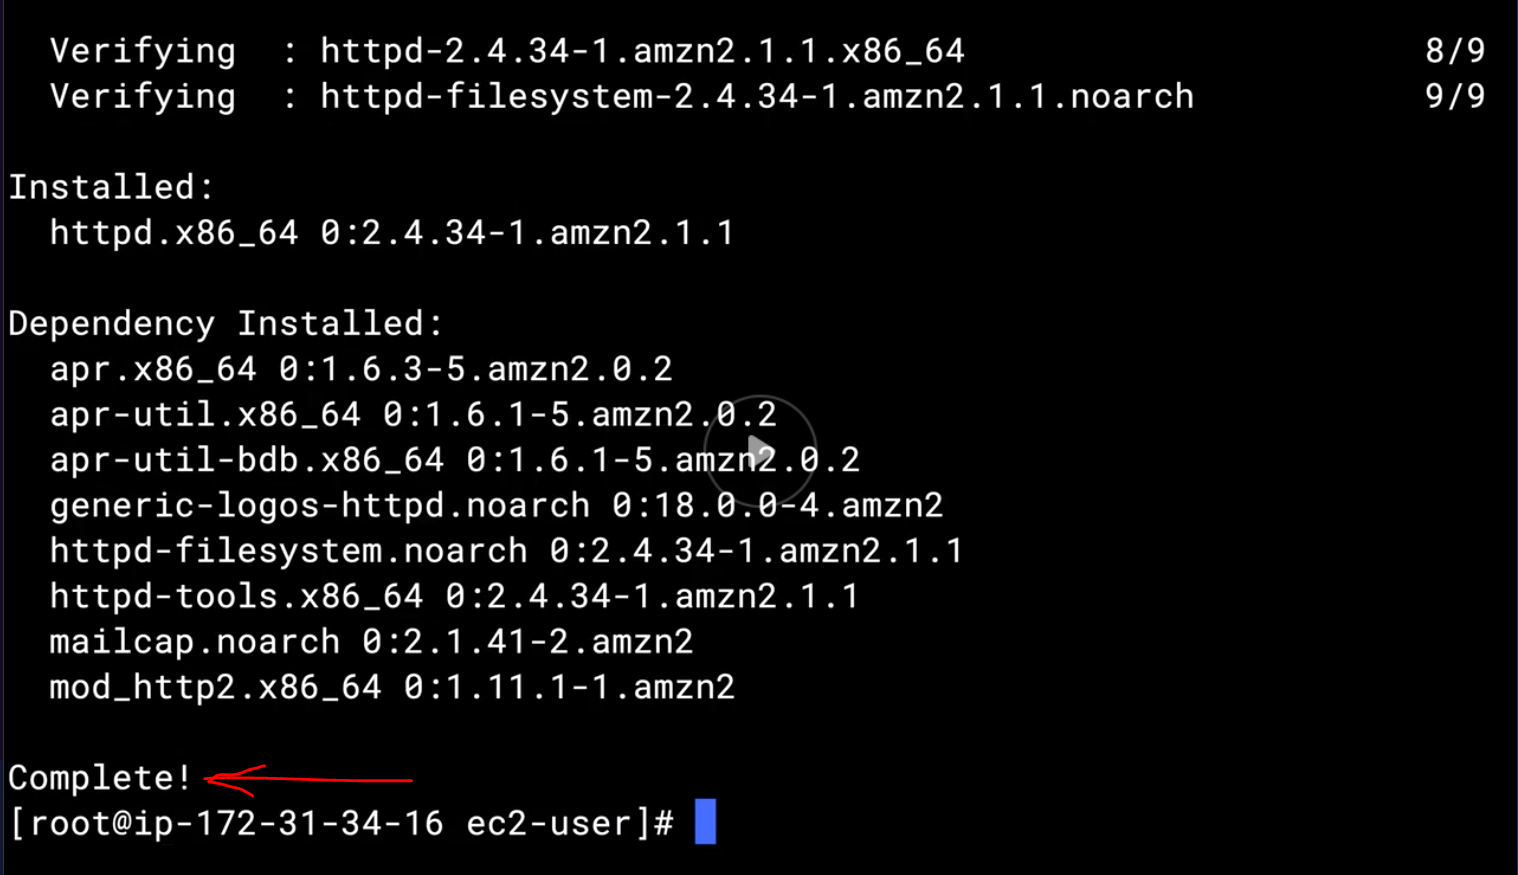 Verifying  : httpd-2.4.34-1.amzn2.1.1.x86_64 8/9
Verifying  : httpd-filesystem-2.4.34-1.amzn2.1.1.noarch 9/9
Installed:
httpd.x86_64 0:2.4.34-1.amzn2.1.1
Dependency Installed:
apr.x86_64 0:1.6.3-5.amzn2.0.2
apr-util.x86_64 0:1.6.1-5.amzn2.0.2
apr-util-bdb.x86_64 0:1.6.1-5.amzn2.0.2
generic-logos-httpd.noarch 0:18.0.0-4.amzn2
httpd-filesystem.noarch 0:2.4.34-1.amzn2.1.1
httpd-tools.x86_64 0:2.4.34-1.amzn2.1.1
mailcap.noarch 0:2.1.41-2.amzn2
mod_http2.x86_64 0:1.11.1-1.amzn2
Complete!
[root@ip-172-31-34-16 ec2-user]#